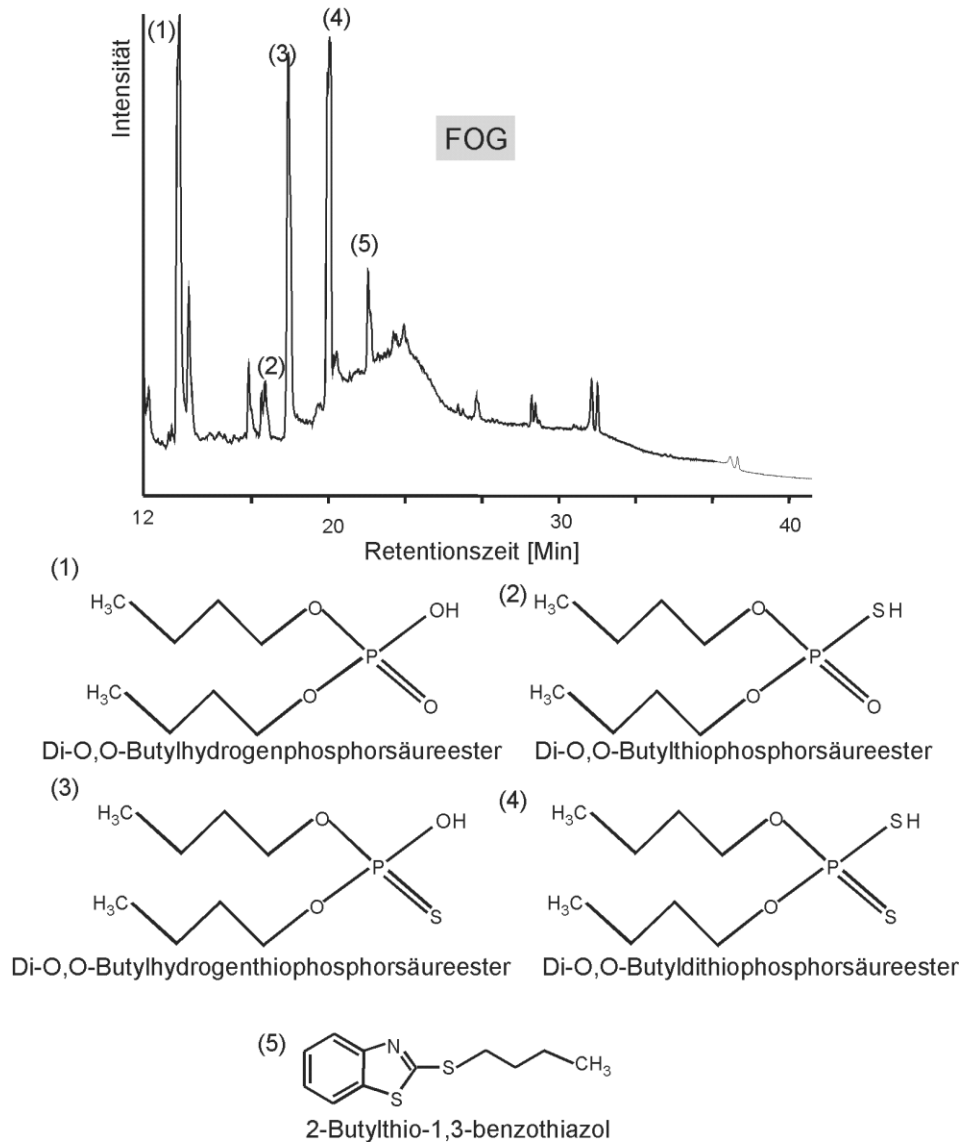 (1)
(4)
(3)
Intensität
FOG
(5)
(2)
12
20
30
40
Retentionszeit [Min]
(1)
H₃C
O
OH
P
H₃C
O
O
Di-O,O-Butylhydrogenphosphorsäureester
(2)
H₃C
O
SH
P
H₃C
O
O
Di-O,O-Butylthiophosphorsäureester
(3)
H₃C
O
OH
P
H₃C
O
S
Di-O,O-Butylhydrogenthiophosphorsäureester
(4)
H₃C
O
SH
P
H₃C
O
S
Di-O,O-Butyldithiophosphorsäureester
(5)
N
S
CH₃
S
2-Butylthio-1,3-benzothiazol